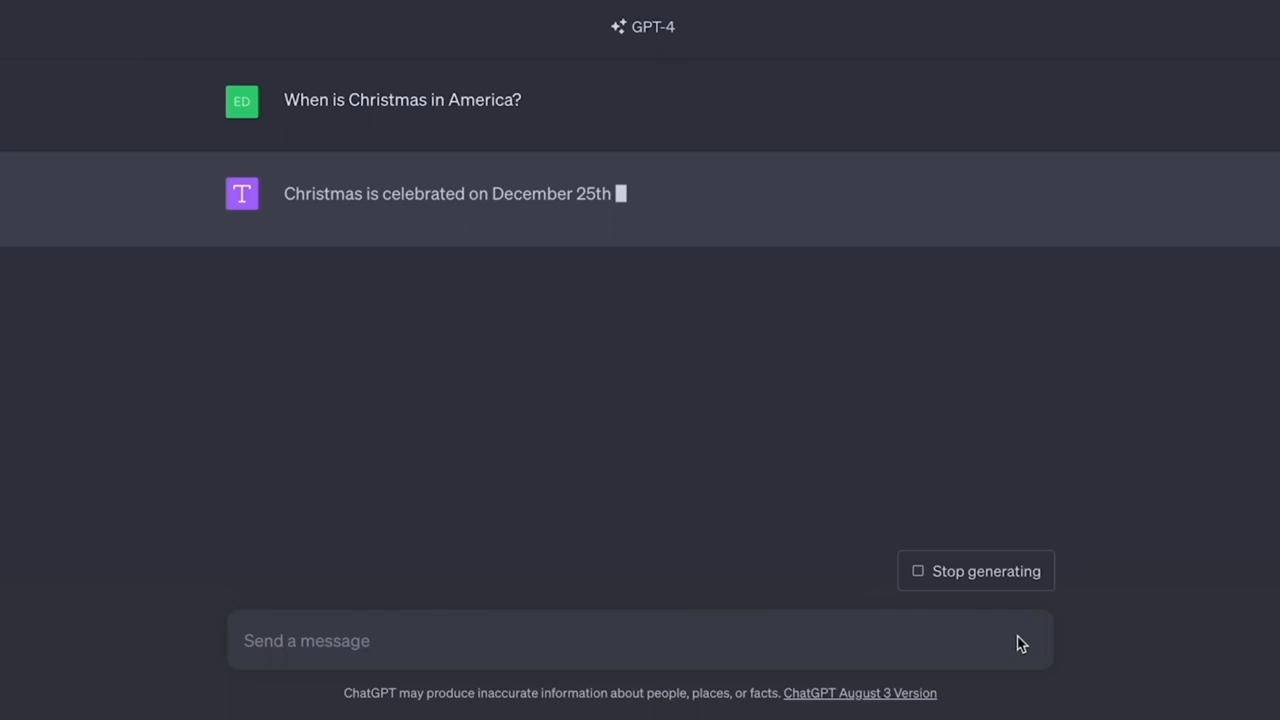 GPT-4
ED
When is Christmas in America?
T
Christmas is celebrated on December 25th
Stop generating
Send a message
ChatGPT may produce inaccurate information about people, places, or facts. ChatGPT August 3 Version